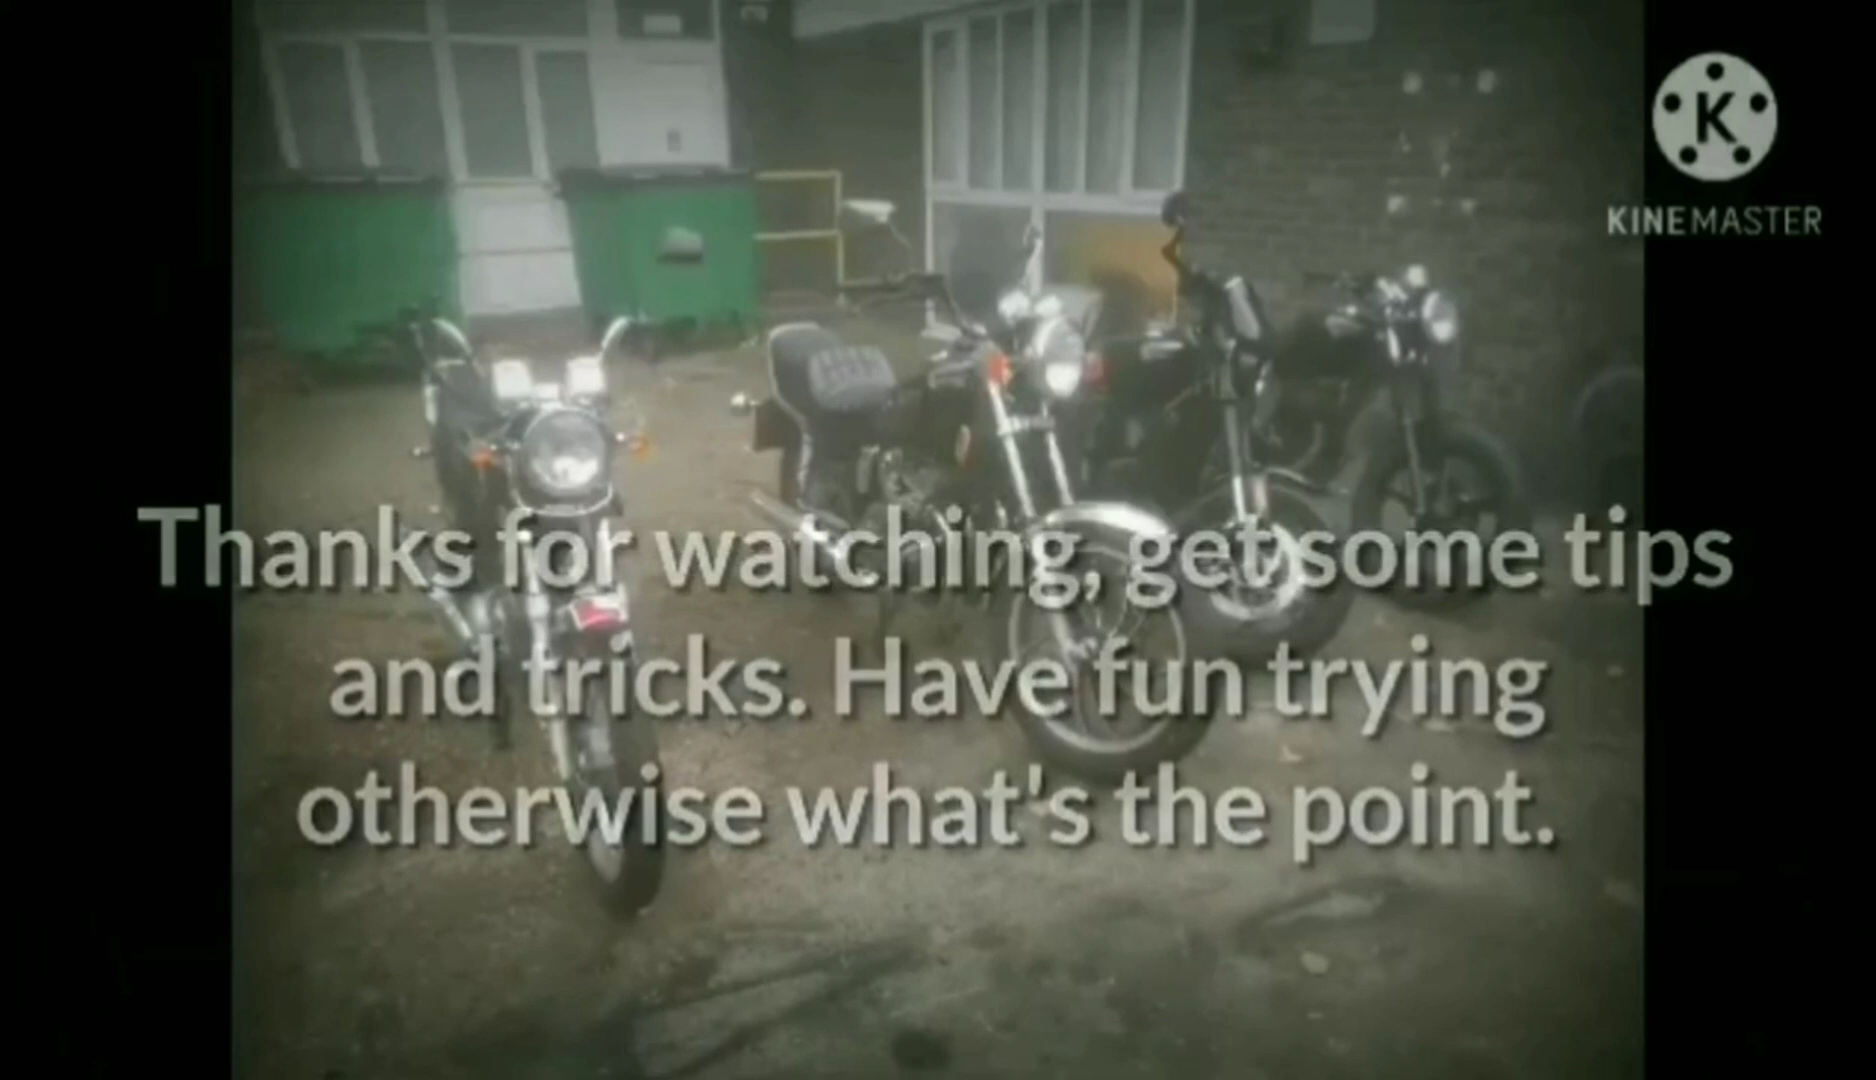 K
KINEMASTER
Thanks for watching, get some tips
and tricks. Have fun trying
otherwise what's the point.